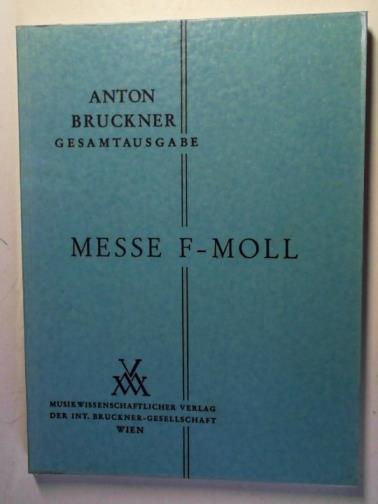 ANTON
BRUCKNER
GESAMTAUSGABE
MESSE F-MOLL
MUSIKWISSENSCHAFTLICHER VERLAG
DER INT. BRUCKNER-GESELLSCHAFT
WIEN